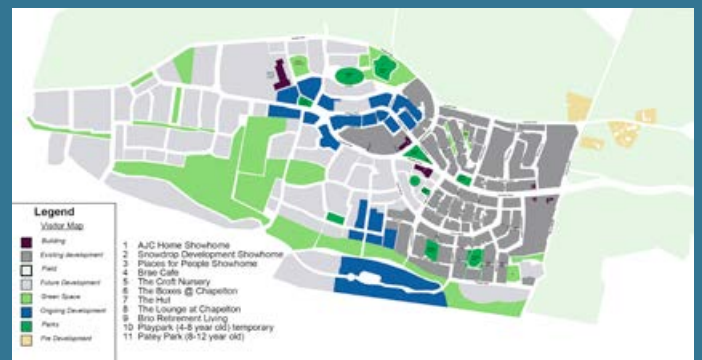 Legend
Visitor Map
Building
Existing development
Field
Future Development
Green Space
Ongoing Development
Parks
Pre Development
1 AJC Home Showhome
2 Snowdrop Development Showhome
3 Places for People Showhome
4 Brae Cafe
5 The Croft Nursery
6 The Boxes @ Chapelton
7 The Hut
8 The Lounge at Chapelton
9 Brio Retirement Living
10 Playpark (4-8 year old) temporary
11 Patey Park (8-12 year old)